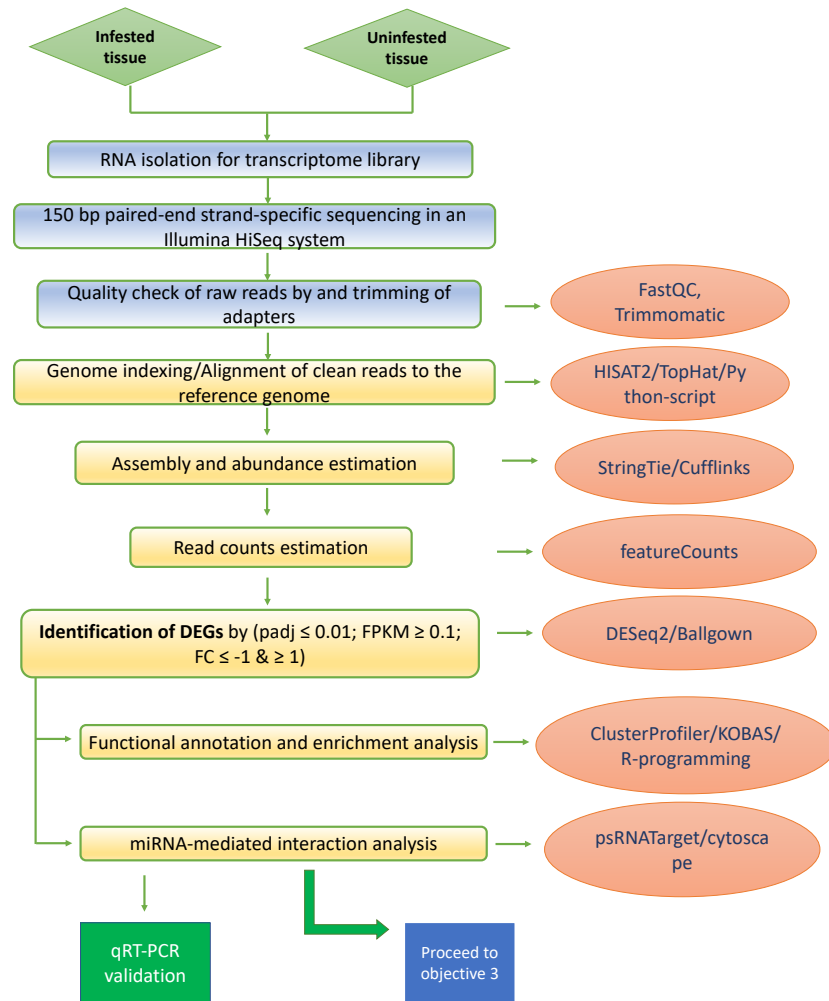 Infested
tissue
Uninfested
tissue
RNA isolation for transcriptome library
150 bp paired-end strand-specific sequencing in an
Illumina HiSeq system
Quality check of raw reads by and trimming of
adapters
FastQC,
Trimmomatic
Genome indexing/Alignment of clean reads to the
reference genome
HISAT2/TopHat/Py
thon-script
Assembly and abundance estimation
StringTie/Cufflinks
Read counts estimation
featureCounts
Identification of DEGs by (padj ≤ 0.01; FPKM ≥ 0.1;
FC ≤ -1 & ≥ 1)
DESeq2/Ballgown
Functional annotation and enrichment analysis
ClusterProfiler/KOBAS/
R-programming
miRNA-mediated interaction analysis
psRNATarget/cytosca
pe
qRT-PCR
validation
Proceed to
objective 3